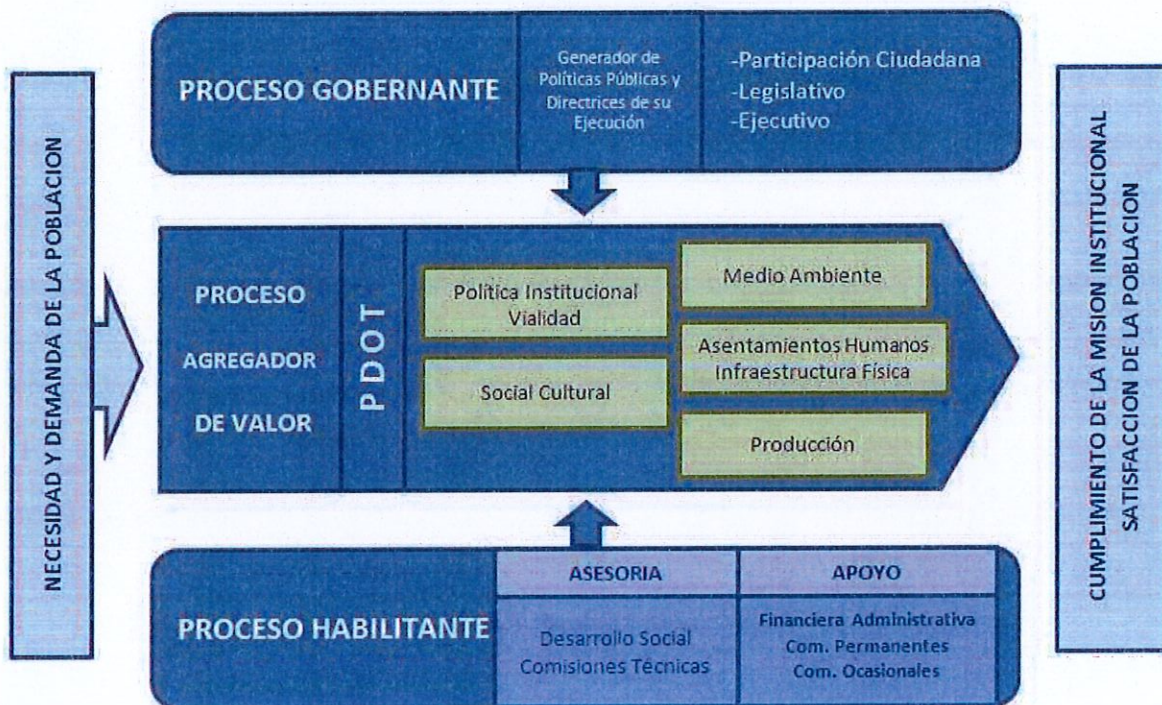 NECESIDAD Y DEMANDA DE LA POBLACION
PROCESO GOBERNANTE
Generador de
Políticas Públicas y
Directrices de su
Ejecución
-Participación Ciudadana
-Legislativo
-Ejecutivo
PROCESO
AGREGADOR
DE VALOR
PDOT
Política Institucional
Vialidad
Social Cultural
Medio Ambiente
Asentamientos Humanos
Infraestructura Física
Producción
PROCESO HABILITANTE
ASESORIA
Desarrollo Social
Comisiones Técnicas
APOYO
Financiera Administrativa
Com. Permanentes
Com. Ocasionales
CUMPLIMIENTO DE LA MISION INSTITUCIONAL
SATISFACCION DE LA POBLACION